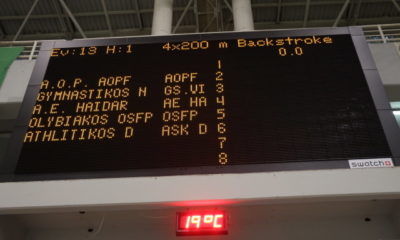 Ev:13 H:1 4x200 m Backstroke
0.0
1
A.O.P. AOPF AOPF 2
GYMNASTIKOS N GS.VI 3
A.E. HAIDAR AE HA 4
OLYBIAKOS OSFP OSFP 5
ATHLITIKOS D ASK D 6
7
8
swatch
19°C